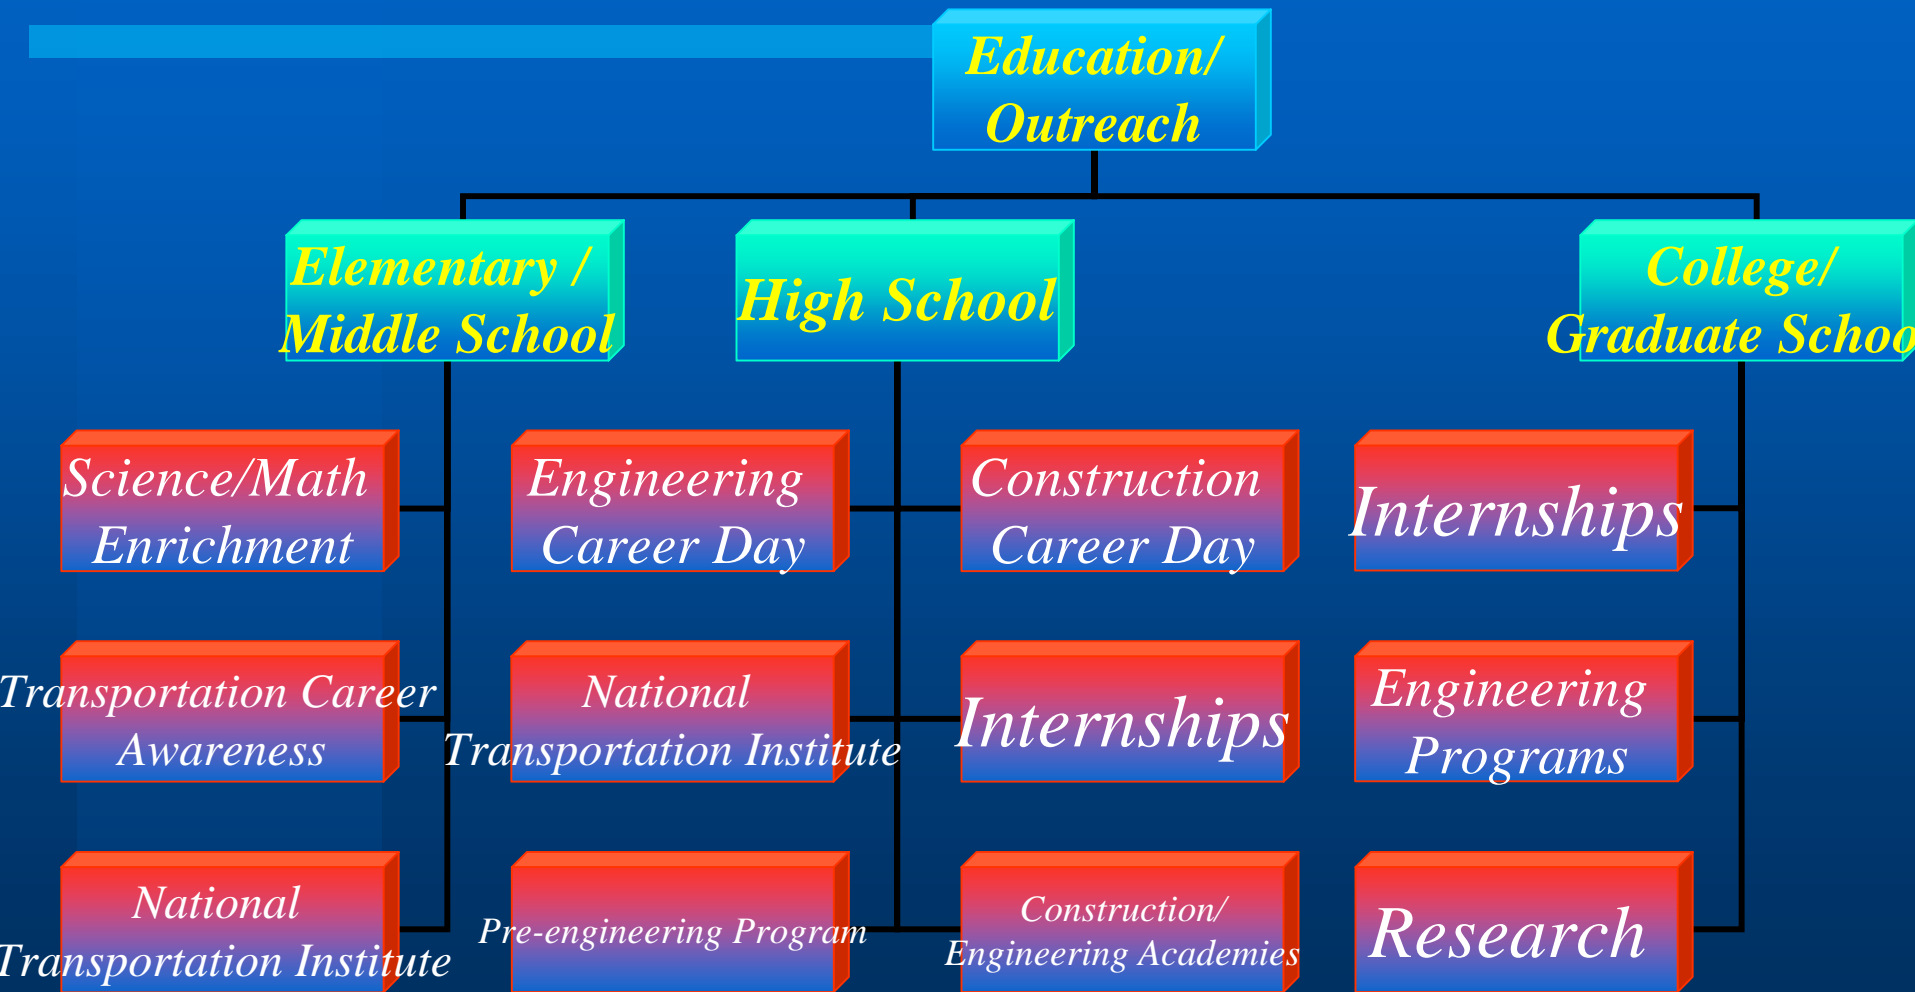 Education/
Outreach
Elementary /
Middle School
High School
College/
Graduate Schoo
Science/Math
Enrichment
Engineering
Career Day
Construction
Career Day
Internships
Transportation Career
Awareness
National
Transportation Institute
Internships
Engineering
Programs
National
Transportation Institute
Pre-engineering Program
Construction/
Engineering Academies
Research